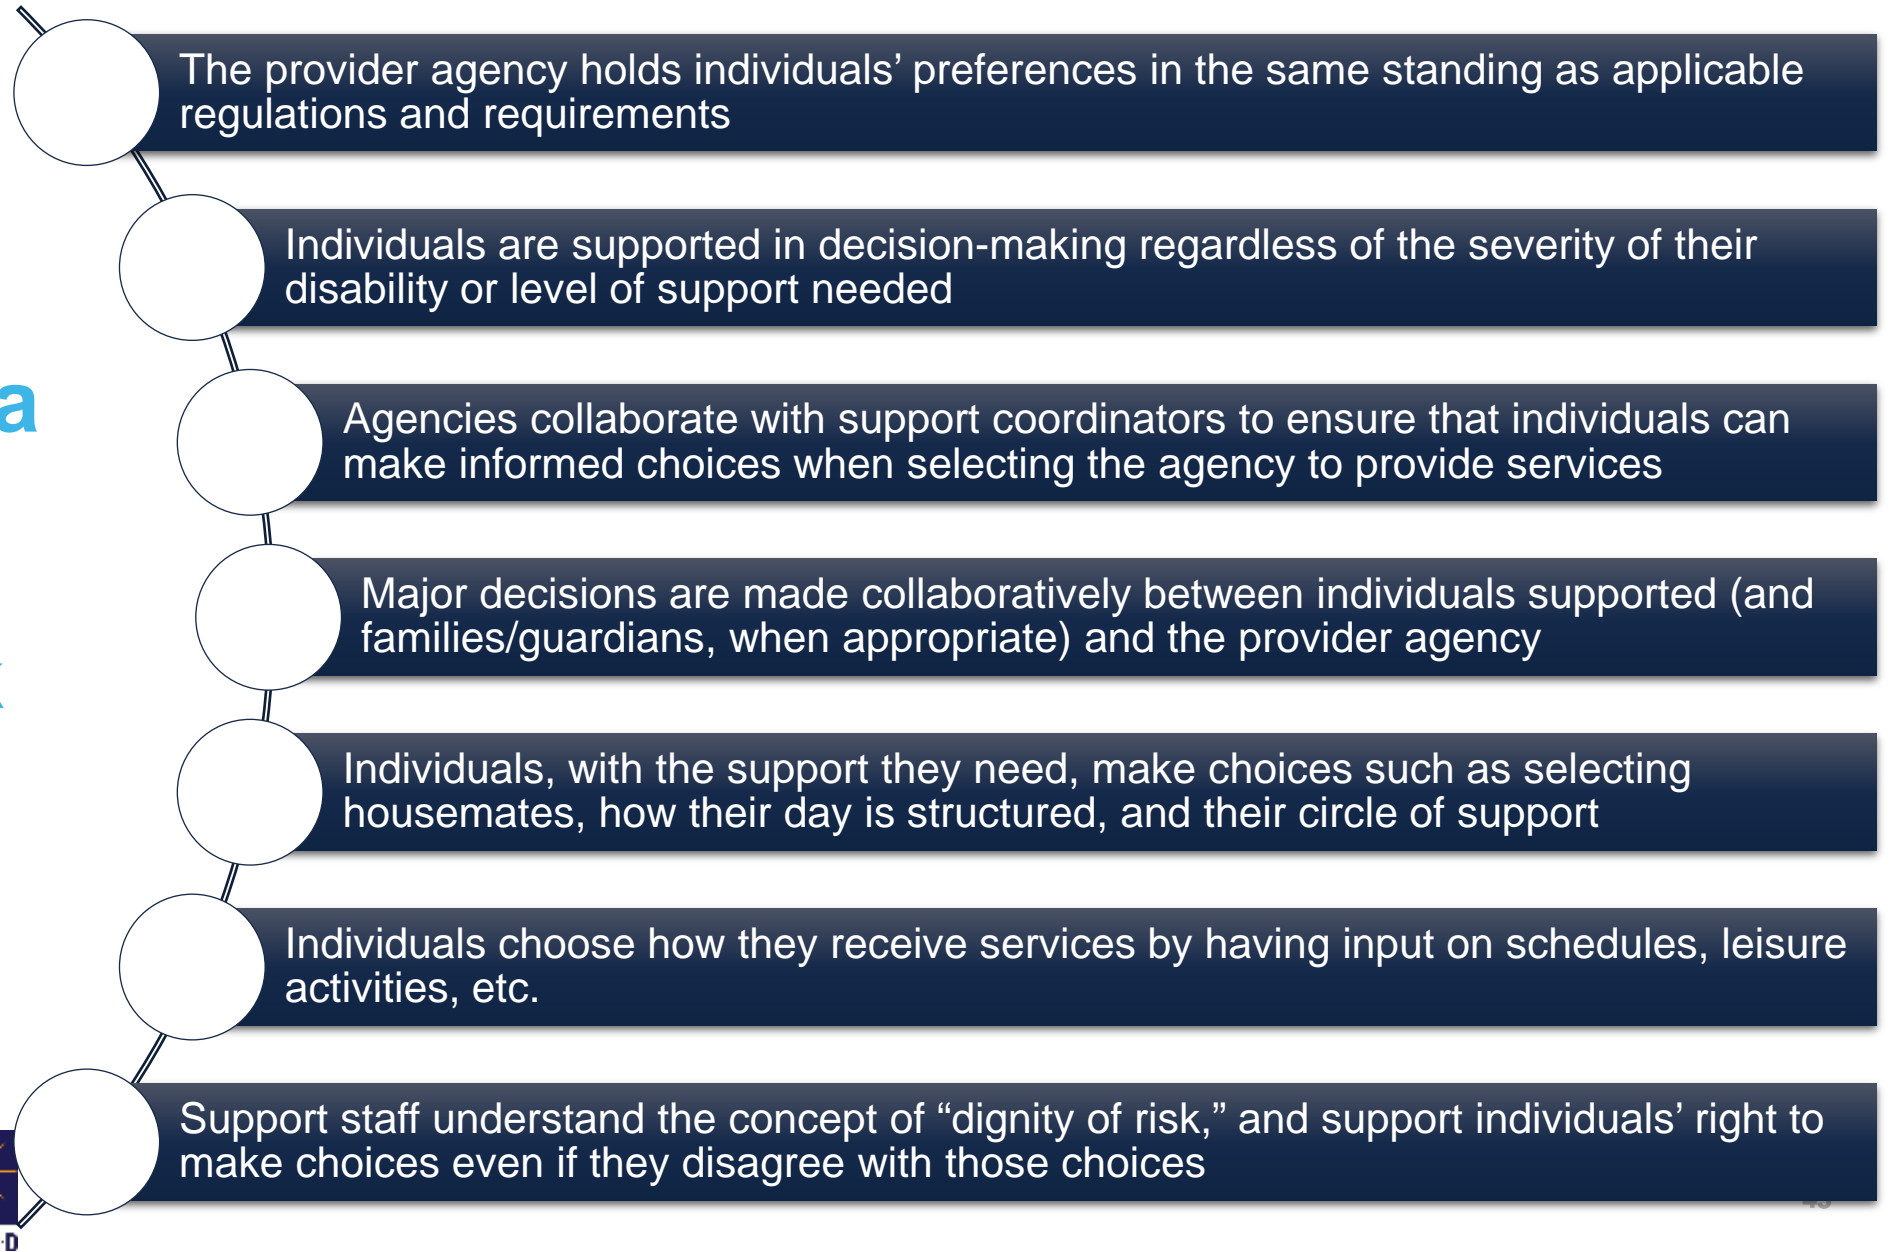 The provider agency holds individuals’ preferences in the same standing as applicable
regulations and requirements
Individuals are supported in decision-making regardless of the severity of their
disability or level of support needed
a
Agencies collaborate with support coordinators to ensure that individuals can
make informed choices when selecting the agency to provide services
Major decisions are made collaboratively between individuals supported (and
families/guardians, when appropriate) and the provider agency
Individuals, with the support they need, make choices such as selecting
housemates, how their day is structured, and their circle of support
Individuals choose how they receive services by having input on schedules, leisure
activities, etc.
Support staff understand the concept of “dignity of risk,” and support individuals’ right to
make choices even if they disagree with those choices
D